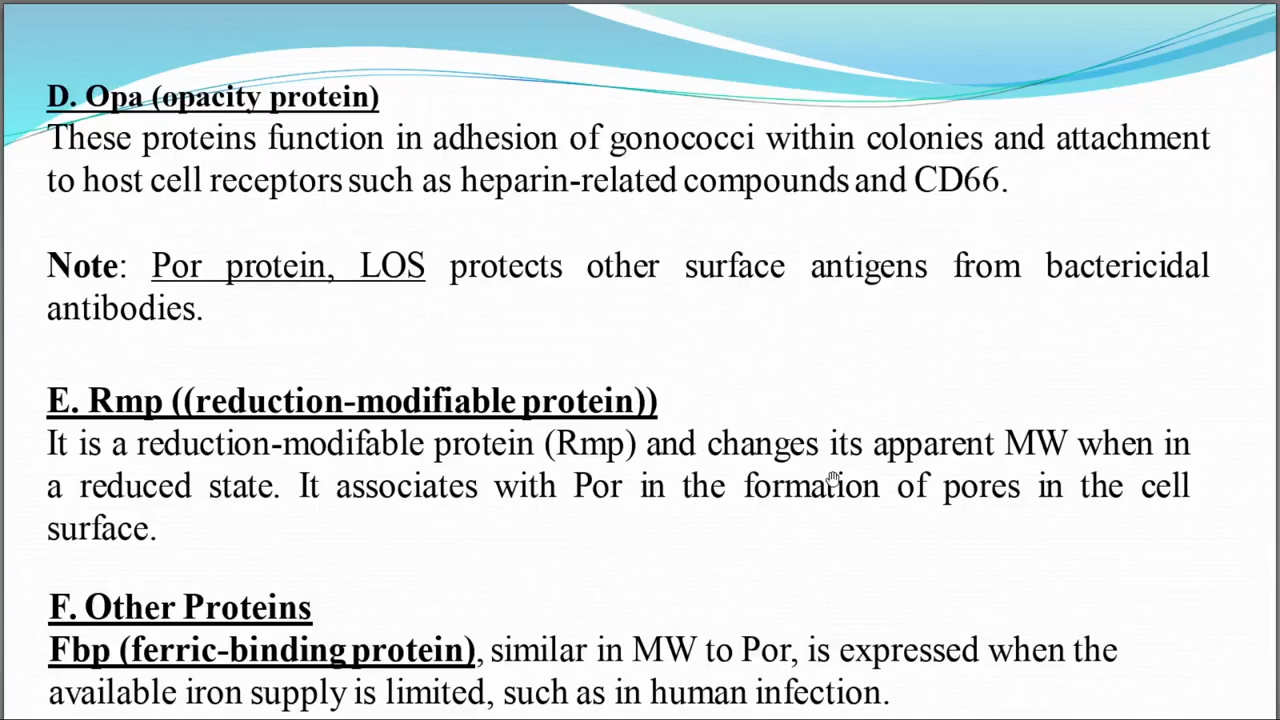 D. Opa (opacity protein)
These proteins function in adhesion of gonococci within colonies and attachment
to host cell receptors such as heparin-related compounds and CD66.
Note: Por protein, LOS protects other surface antigens from bactericidal
antibodies.
E. Rmp ((reduction-modifiable protein))
It is a reduction-modifable protein (Rmp) and changes its apparent MW when in
a reduced state. It associates with Por in the formation of pores in the cell
surface.
F. Other Proteins
Fbp (ferric-binding protein), similar in MW to Por, is expressed when the
available iron supply is limited, such as in human infection.